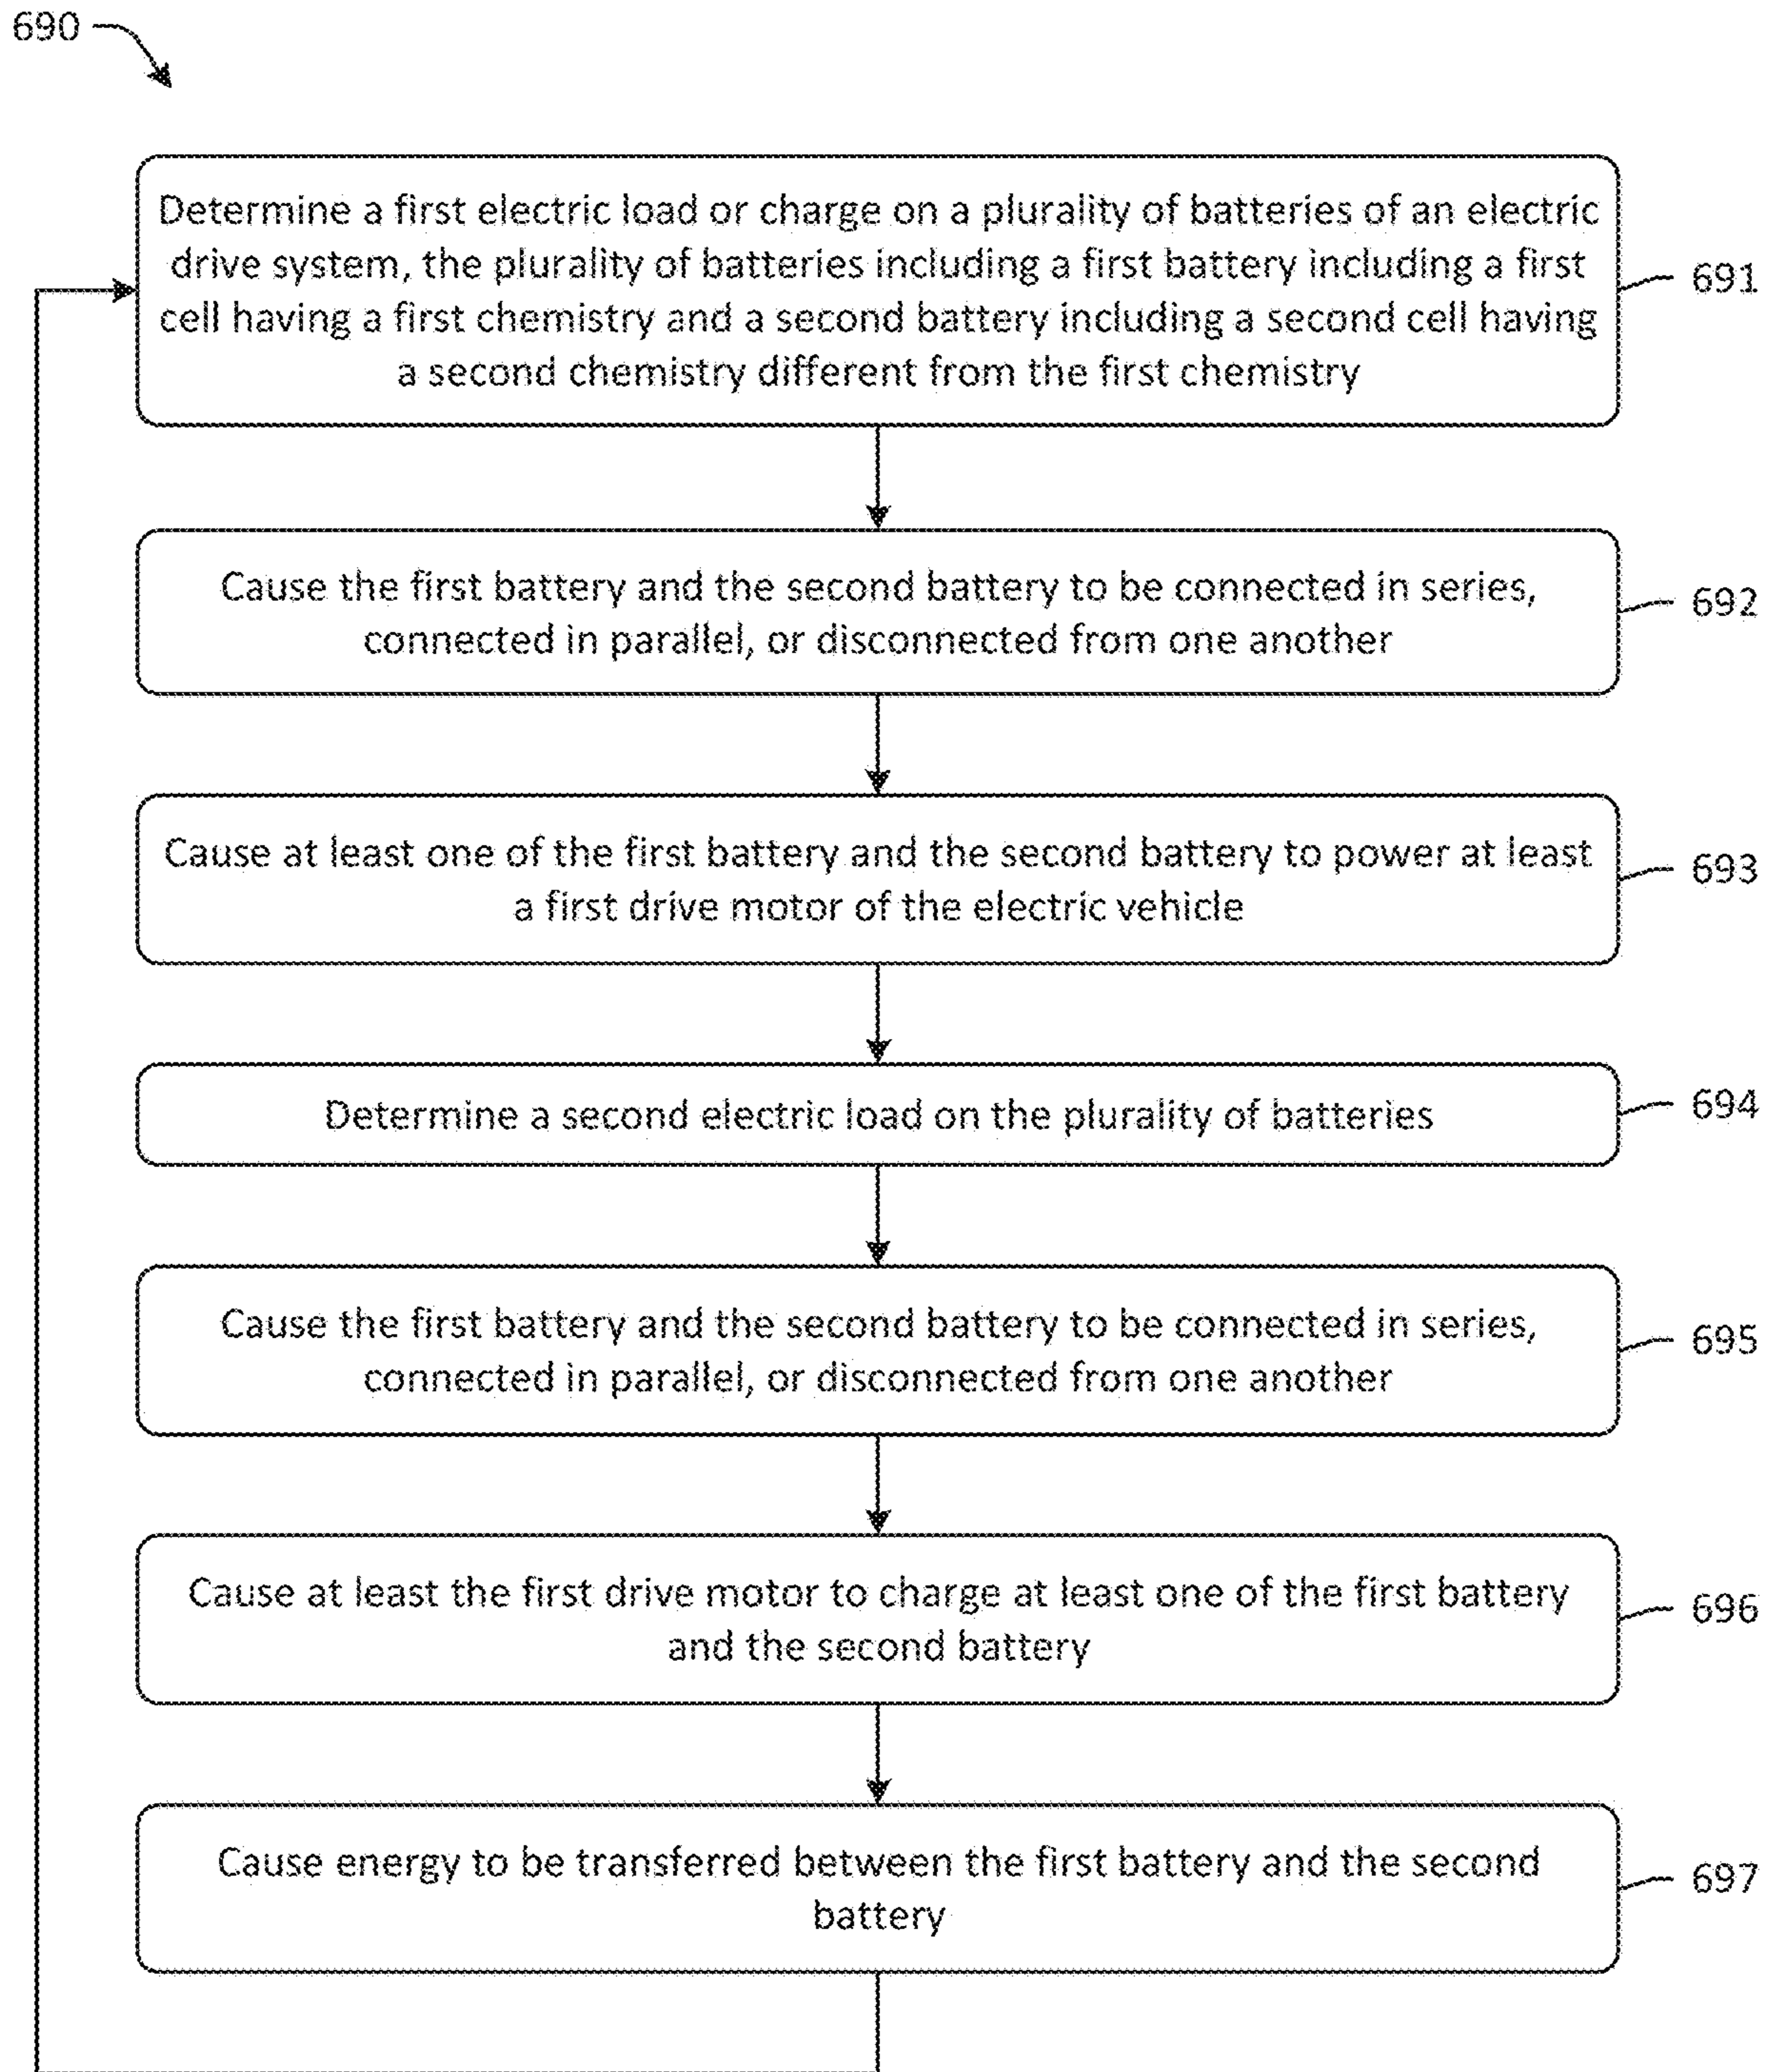 690
Determine a first electric load or charge on a plurality of batteries of an electric
drive system, the plurality of batteries including a first battery including a first
cell having a first chemistry and a second battery including a second cell having
a second chemistry different from the first chemistry
691
Cause the first battery and the second battery to be connected in series,
connected in parallel, or disconnected from one another
692
Cause at least one of the first battery and the second battery to power at least
a first drive motor of the electric vehicle
693
Determine a second electric load on the plurality of batteries
694
Cause the first battery and the second battery to be connected in series,
connected in parallel, or disconnected from one another
695
Cause at least the first drive motor to charge at least one of the first battery
and the second battery
696
Cause energy to be transferred between the first battery and the second
battery
697